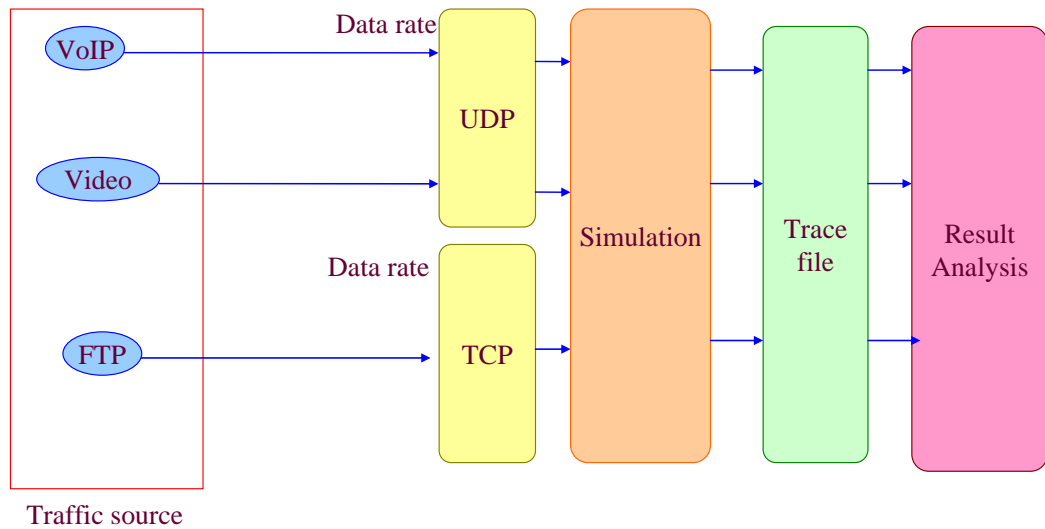 Data rate
VoIP
UDP
Video
Simulation
Trace
file
Result
Analysis
Data rate
FTP
TCP
Traffic source